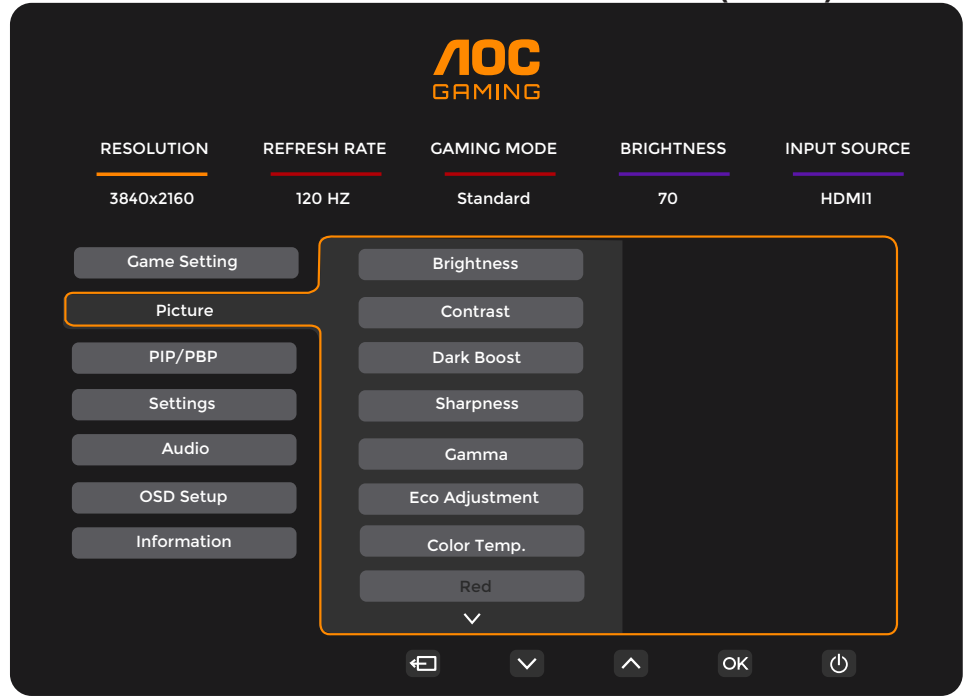 AOC
GAMING
RESOLUTION REFRESH RATE GAMING MODE BRIGHTNESS INPUT SOURCE
3840x2160 120 HZ Standard 70 HDMI1
Game Setting Brightness
Picture Contrast
PIP/PBP Dark Boost
Settings Sharpness
Audio Gamma
OSD Setup Eco Adjustment
Information Color Temp.
Red
OK